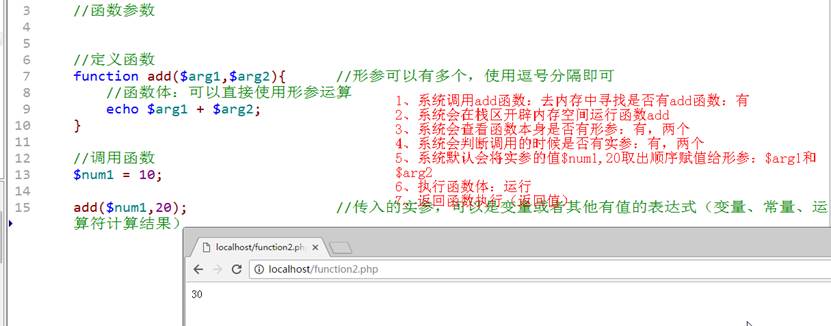 3 //函数参数
4
5
6 //定义函数
7 function add($arg1,$arg2){ //形参可以有多个，使用逗号分隔即可
8 //函数体：可以直接使用形参运算
9 echo $arg1 + $arg2;
10 }
11
12 //调用函数
13 $num1 = 10;
14
15 add($num1,20); //传入的实参，可以是变量或者其他有值的表达式（变量、常量、运
算符计算结果）
1、系统调用add函数：去内存中寻找是否有add函数：有
2、系统会在栈区开辟内存空间运行函数add
3、系统会查看函数本身是否有形参：有，两个
4、系统会判断调用的时候是否有实参：有，两个
5、系统默认会将实参的值$num1,20取出顺序赋值给形参：$arg1和
$arg2
6、执行函数体：运行
7、返回函数执行（返回值）
localhost/function2.ph
localhost/function2.php
30